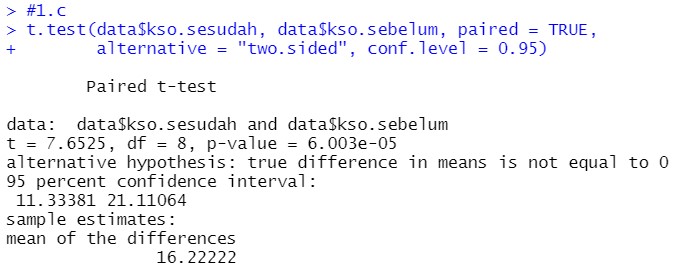 > #1.c
> t.test(data$kso.sesudah, data$kso.sebelum, paired = TRUE,
+        alternative = "two.sided", conf.level = 0.95)
Paired t-test
data:  data$kso.sesudah and data$kso.sebelum
t = 7.6525, df = 8, p-value = 6.003e-05
alternative hypothesis: true difference in means is not equal to 0
95 percent confidence interval:
 11.33381 21.11064
sample estimates:
mean of the differences
               16.22222